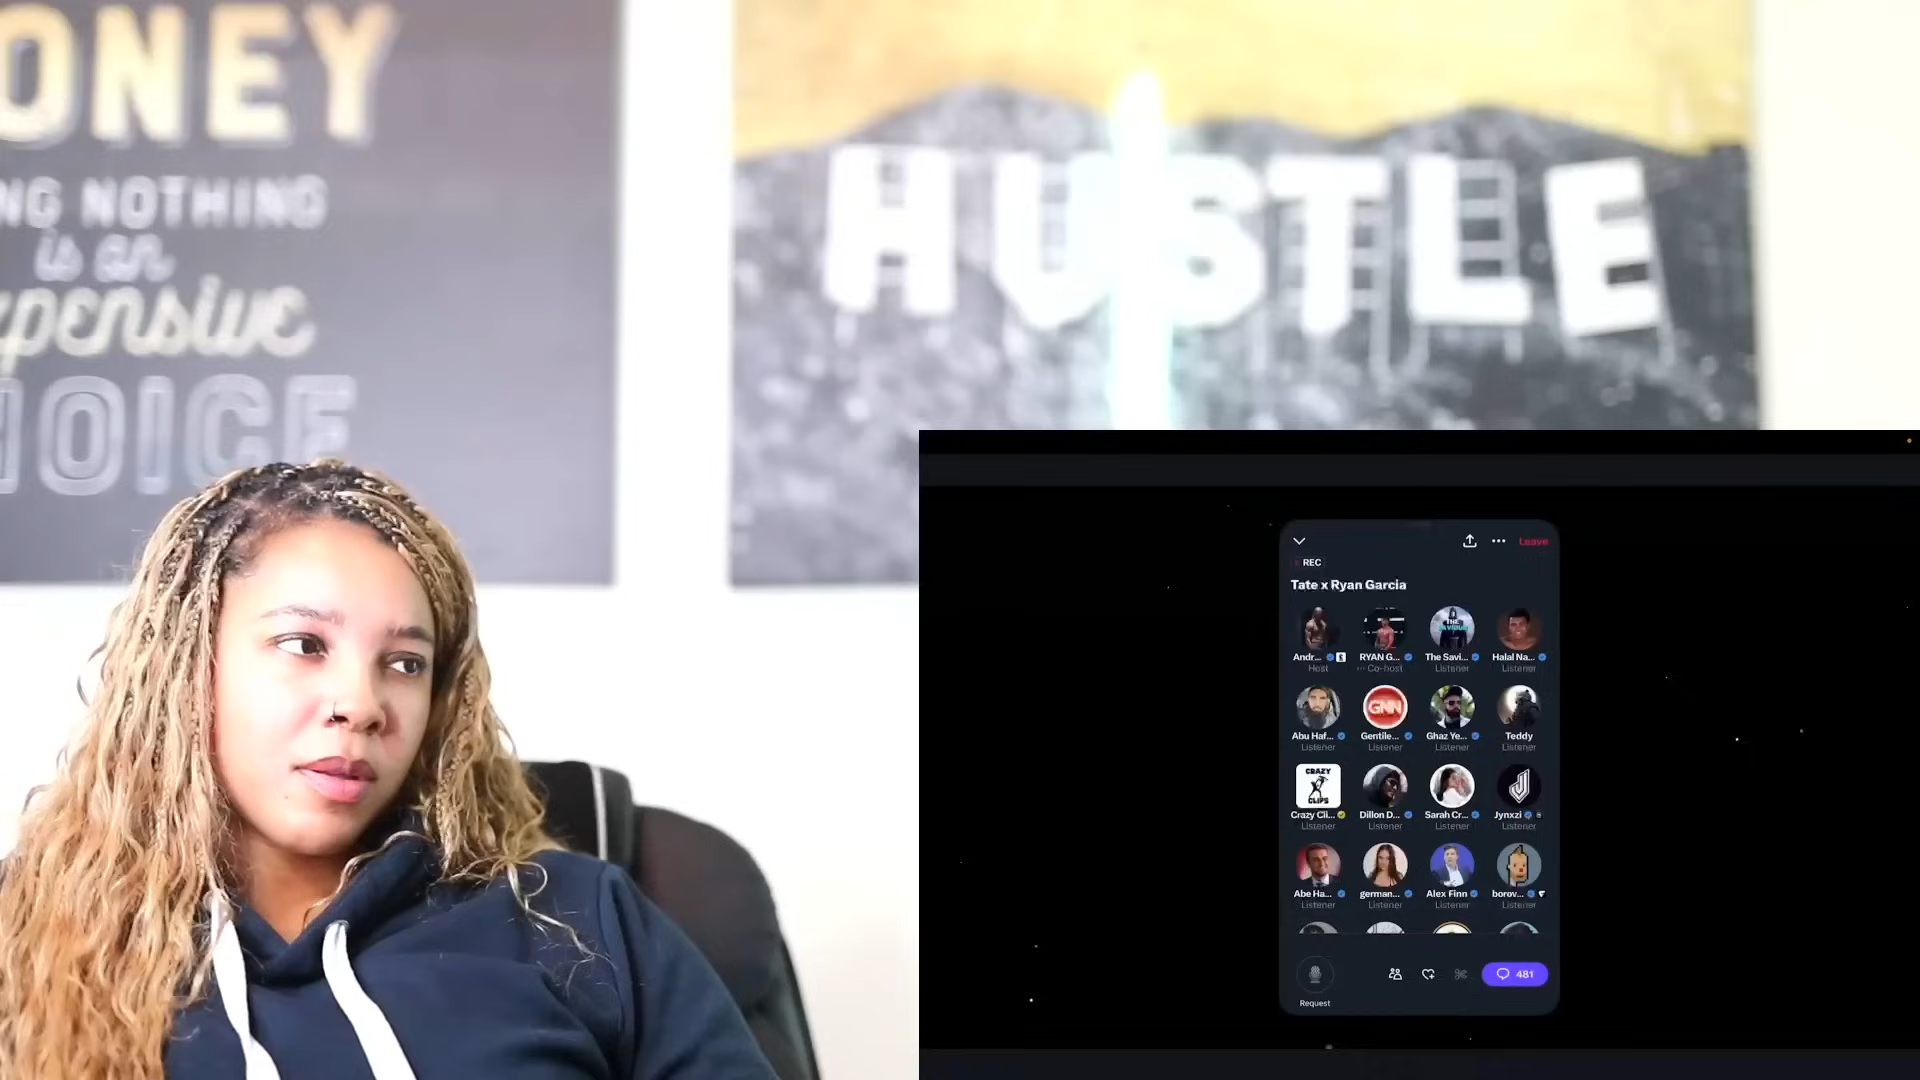 ONEY
NG NOTHING
is an
xpensive
HOICE
HUSTLE
Leave
REC
Tate x Ryan Garcia
Andr...
RYAN G...
The Savi...
Halal Na...
Host
Co-host
Listener
Listener
Abu Haf...
Gentile...
Ghaz Ye...
Teddy
Listener
Listener
Listener
Listener
GNN
CRAZY
CLIPS
Crazy Cli...
Dillon D...
Sarah Cr...
Jynxzi
Listener
Listener
Listener
Listener
Abe Ha...
german...
Alex Finn
borov...
Listener
Listener
Listener
Listener
481
Request